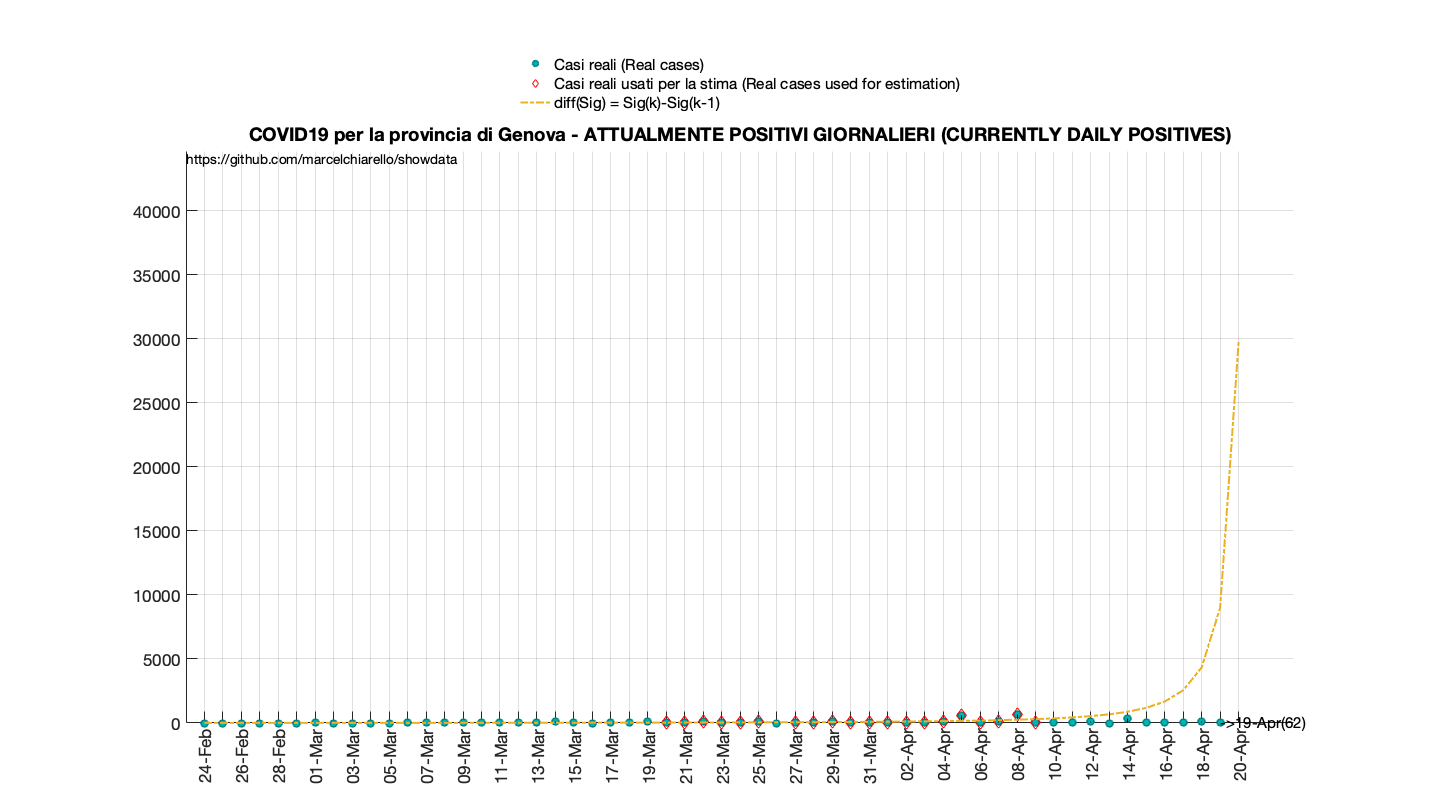 Casi reali (Real cases)
Casi reali usati per la stima (Real cases used for estimation)
diff(Sig) = Sig(k)-Sig(k-1)
COVID19 per la provincia di Genova - ATTUALMENTE POSITIVI GIORNALIERI (CURRENTLY DAILY POSITIVES)
https://github.com/marcelchiarello/showdata
40000
35000
30000
25000
20000
15000
10000
5000
0
->19-Apr(62)
24-Feb
26-Feb
28-Feb
01-Mar
03-Mar
05-Mar
07-Mar
09-Mar
11-Mar
13-Mar
15-Mar
17-Mar
19-Mar
21-Mar
23-Mar
25-Mar
27-Mar
29-Mar
31-Mar
02-Apr
04-Apr
06-Apr
08-Apr
10-Apr
12-Apr
14-Apr
16-Apr
18-Apr
20-Apr